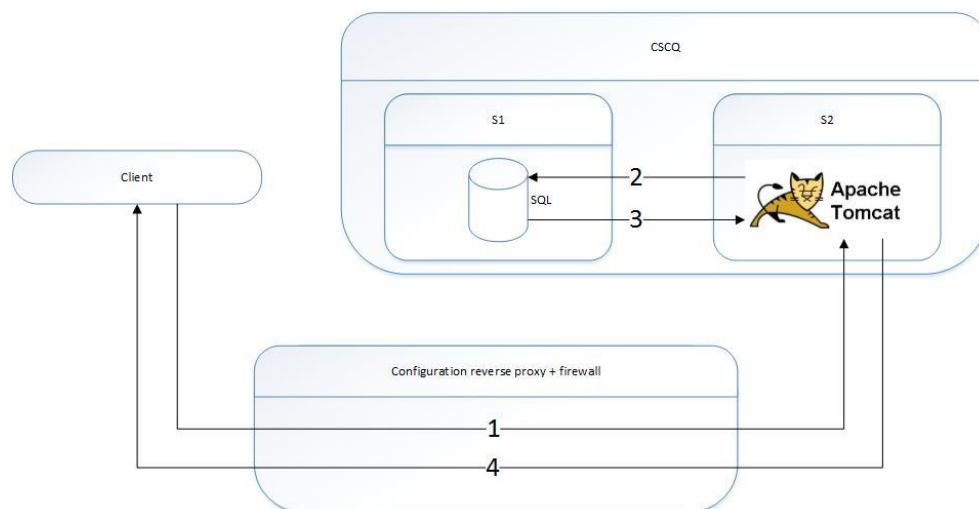 CSCQ
S1
S2
Client
2
SQL
Apache
Tomcat
3
Configuration reverse proxy + firewall
1
4